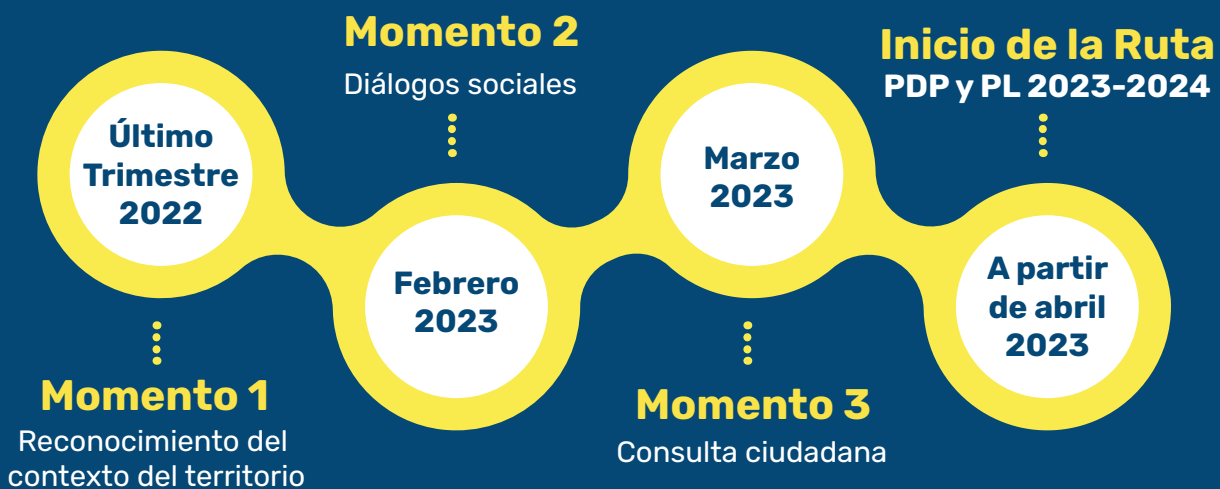 Último
Trimestre
2022
Momento 1
Reconocimiento del
contexto del territorio
Momento 2
Diálogos sociales
Febrero
2023
Marzo
2023
Momento 3
Consulta ciudadana
Inicio de la Ruta
PDP y PL 2023-2024
A partir
de abril
2023